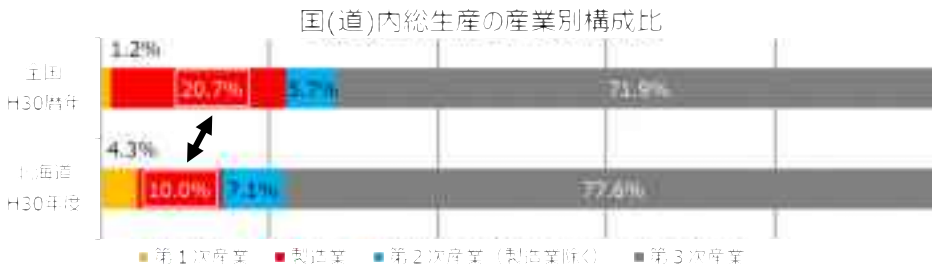 国(道)内総生産の産業別構成比
1.2%
全国
H30暦年
20.7%
5.7%
71.9%
4.3%
北海道
H30年度
10.0%
7.1%
77.6%
第1次産業 製造業 第2次産業（製造業除く） 第3次産業